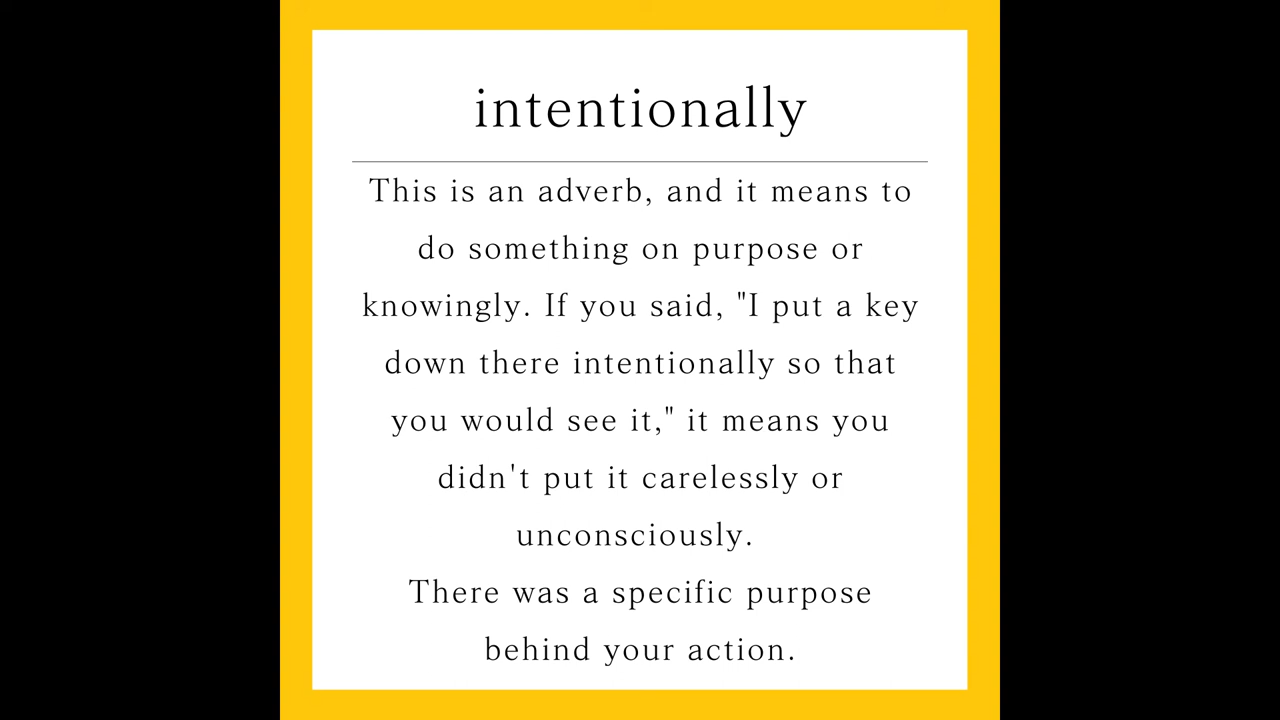 intentionally
This is an adverb, and it means to
do something on purpose or
knowingly. If you said, "I put a key
down there intentionally so that
you would see it," it means you
didn't put it carelessly or
unconsciously.
There was a specific purpose
behind your action.